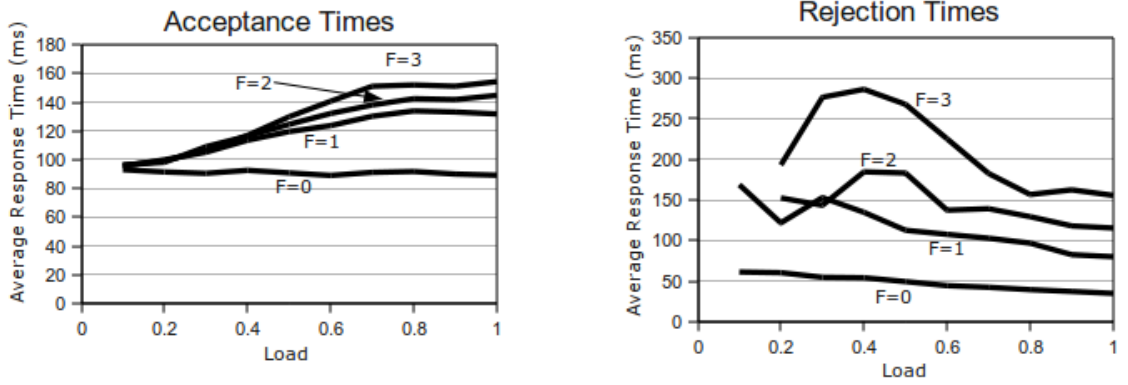 Acceptance Times
Average Response Time (ms)
180
160
140
120
100
80
60
40
20
0
F=3
F=2
F=1
F=0
0 0.2 0.4 0.6 0.8 1
Load
Rejection Times
Average Response Time (ms)
350
300
250
200
150
100
50
0
F=3
F=2
F=1
F=0
0 0.2 0.4 0.6 0.8 1
Load